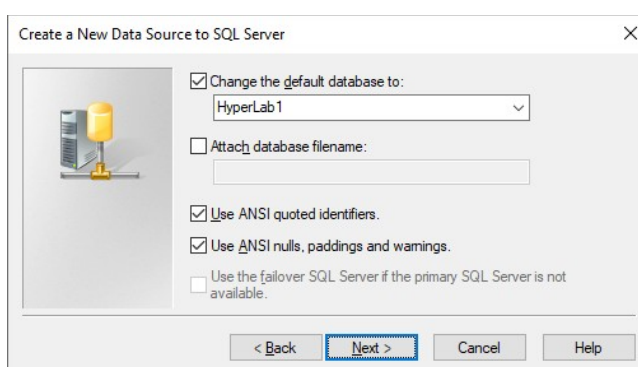 Create a New Data Source to SQL Server
Change the default database to:
HyperLab1
Attach database filename:
Use ANSI quoted identifiers.
Use ANSI nulls, paddings and warnings.
Use the failover SQL Server if the primary SQL Server is not
available.
< Back Next > Cancel Help